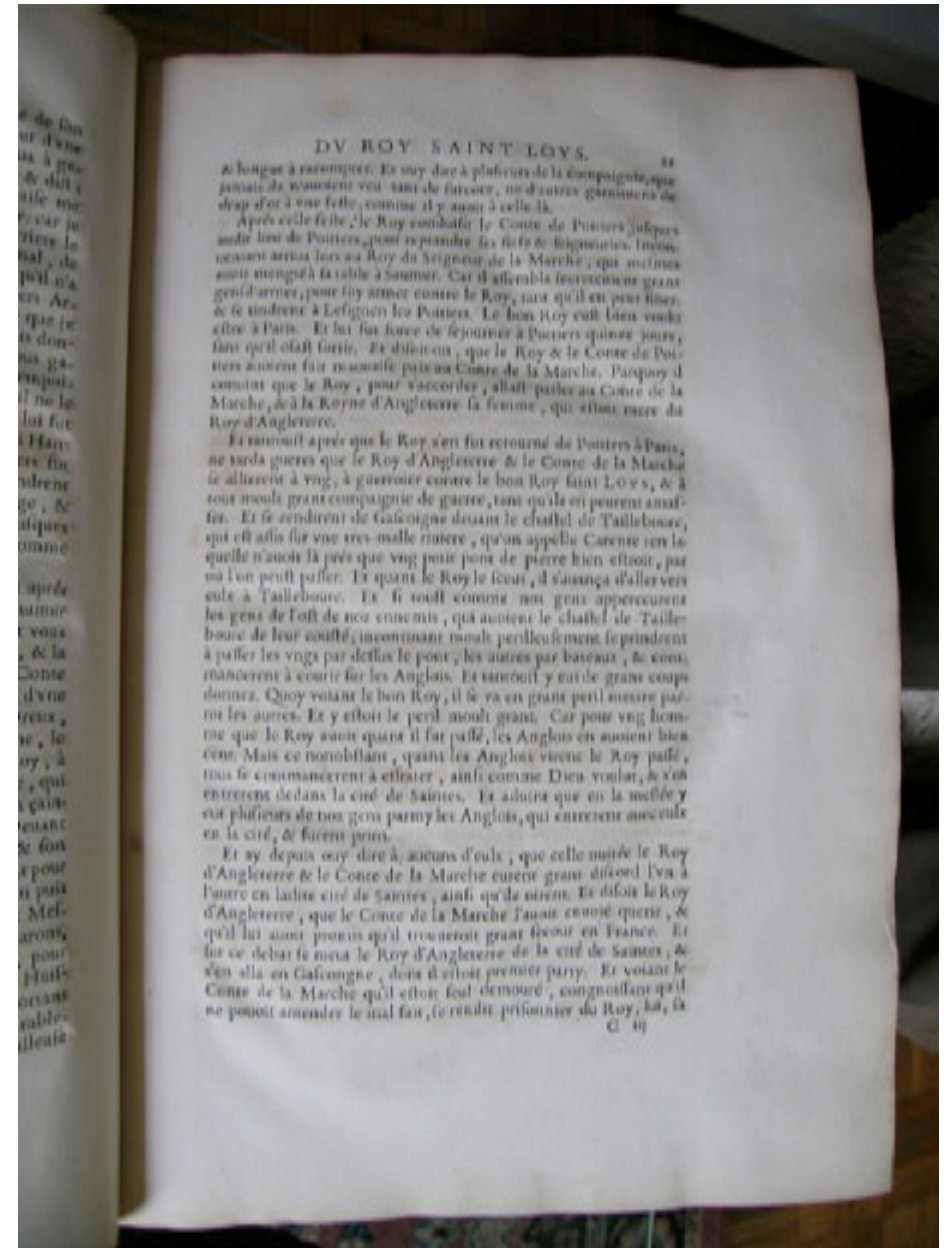 DV ROY SAINT LOYS.
& longue à racompter. Et ouy dire à plusieurs de la compaignie, que
jamais ilz n'auoient veu tant de surcotz, ne d'autres garnimens de
drap d'or à vne feste, comme il y auoit à celle-là.
Aprés celle feste, le Roy conduisit le Conte de Poitiers jusques
audit lieu de Poitiers, pour reprandre ses fiefz & seigneuries.
arriua lors au Roy du Seigneur de la Marche, qui mesmes
auoit mengié à sa table à Saumur. Car il assembla secretement grans
gensd'armes, pour soy armer contre le Roy, tant qu'il en peut finer,
& se tindrent à Lesignen lez Poitiers. Le bon Roy eust bien voulu
estre à Paris. Et lui fut force de sejourner à Poitiers quinze jours,
sans qu'il osast sortir. Et disoit-on, que le Roy & le Conte de Poi-
tiers auoient fait mauuaise paix au Conte de la Marche. Parquoy il
conuint que le Roy, pour s'accorder, allast parler au Conte de la
Marche, & à la Royne d'Angleterre sa femme, qui estoit mere du
Roy d'Angleterre.
Et tantoust aprés que le Roy s'en fut retourné de Poitiers à Paris,
ne tarda gueres que le Roy d'Angleterre & le Conte de la Marche
se allierent à vng, à guerroier contre le bon Roy saint LOYS, & à
tout moult grant compaignie de guerre, tant qu'ilz en peurent amas-
ser. Et se rendirent de Gascoigne deuant le chastel de Tailleboure,
qui est assis sur vne tres-malle riuiere, qu'on appelle Carente en la-
quelle n'auoit là prés que vng petit pont de pierre bien estroit, par
où l'on peust passer. Et quant le Roy le sceut, il s'auança d'aller vers
eulx à Tailleboure. Et si toust comme nos gens apperceurent
les gens de l'ost de noz ennemis, qui auoient le chastel de Taille-
boure de leur cousté, incontinant moult perilleusement se prindrent
à passer les vngs par dessus le pont, les autres par bateaux, & com-
mancerent à courir sur les Anglois. Et tantoust y eut de grans coups
donnez. Quoy voiant le bon Roy, il se va en grant peril mettre par-
mi les autres. Et y estoit le peril moult grant. Car pour vng hom-
me que le Roy auoit quant il fut passé, les Anglois en auoient bien
cent. Mais ce nonobstant, quant les Anglois virent le Roy passé,
tous se commancerent à effraier, ainsi comme Dieu voulut, & s'en
entrerent dedans la cité de Saintes. Et aduint que en la meslée y
eut plusieurs de noz gens parmy les Anglois, qui entrerent auec eulx
en la cité, & furent prins.
Et ay depuis ouy dire à aucuns d'eulx, que celle nuitée le Roy
d'Angleterre & le Conte de la Marche eurent grant discord l'vn à
l'autre en ladite cité de Saintes, ainsi qu'ilz oirent. Et disoit le Roy
d'Angleterre, que le Conte de la Marche l'auoit enuoié querir, &
qu'il lui auoit promis qu'il trouueroit grant secour en France. Et
sur ce debat se meut le Roy d'Angleterre de la cité de Saintes, &
s'en alla en Gascongne, dont il estoit premier party. Et voiant le
Conte de la Marche qu'il estoit seul demouré, congnoissant qu'il
ne pouoit amender le mal fait, se rendit prisonnier du Roy, lui, sa
C iij